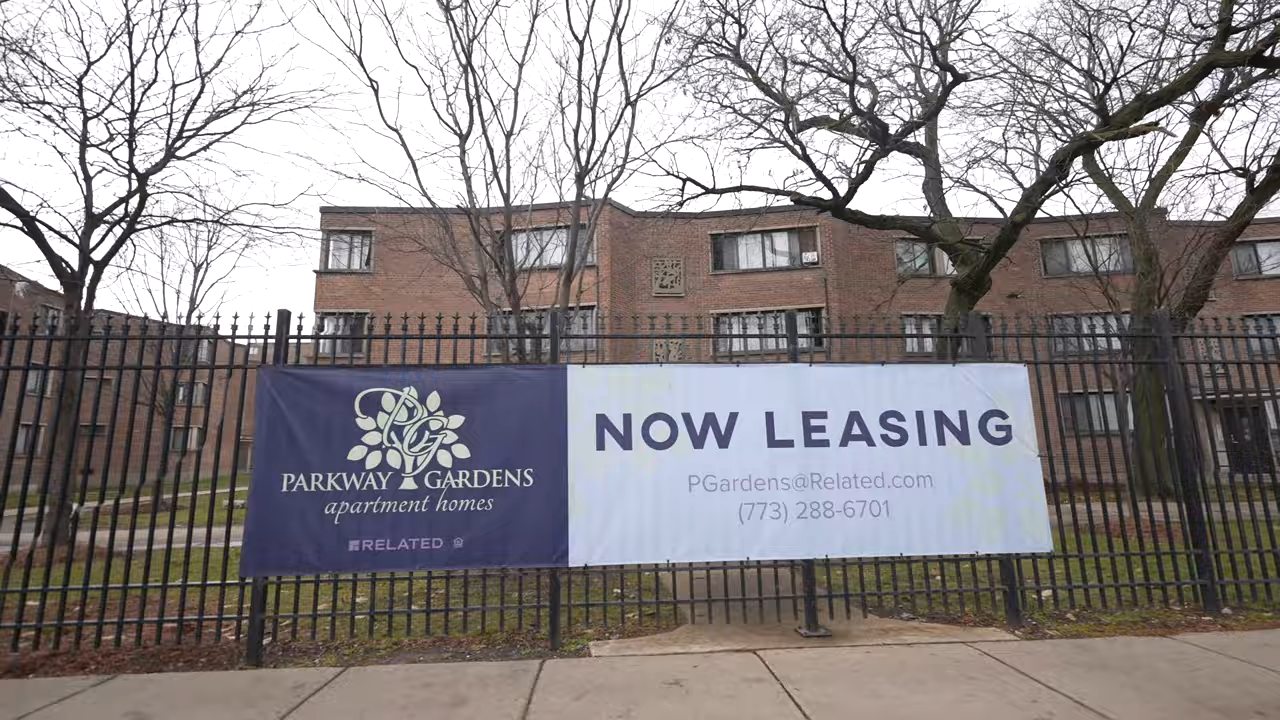 PG
PARKWAY GARDENS
apartment homes
RELATED
NOW LEASING
PGardens@Related.com
(773) 288-6701